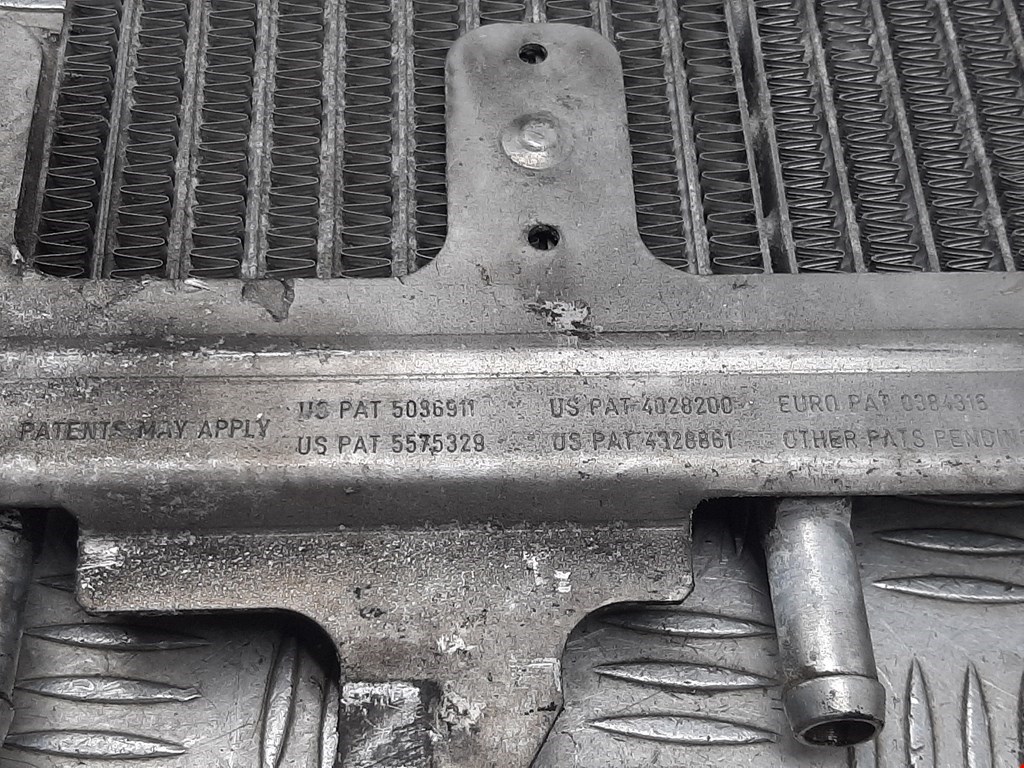 PATENTS MAY APPLY
US PAT 5036911 US PAT 4028200 EURO PAT 0384316
US PAT 5575329 US PAT 4328861 OTHER PATS PENDIN